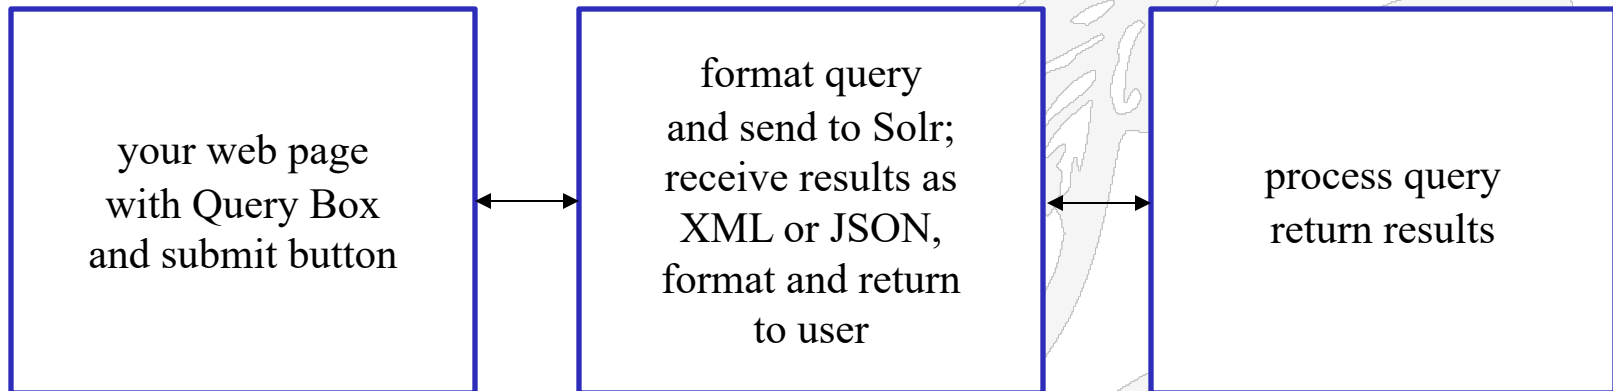 your web page
with Query Box
and submit button
format query
and send to Solr;
receive results as
XML or JSON,
format and return
to user
process query
return results